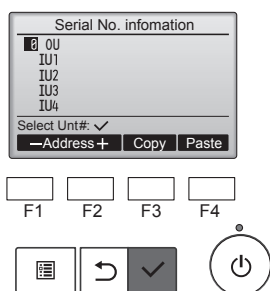 Serial No. infomation
0 OU
IU1
IU2
IU3
IU4
Select Unt#: ✓
−Address+ Copy Paste
F1 F2 F3 F4